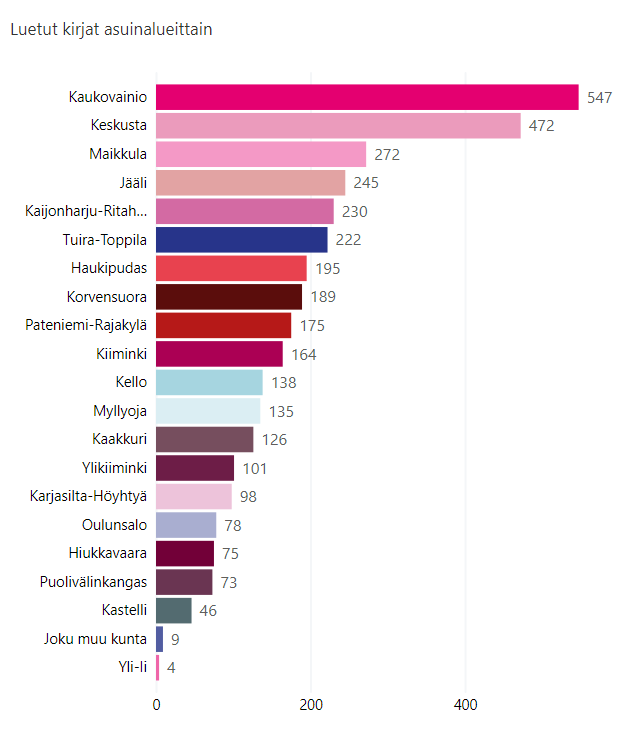 Luetut kirjat asuinalueittain
Kaukovainio 547
Keskusta 472
Maikkula 272
Jääli 245
Kaijonharju-Ritah... 230
Tuira-Toppila 222
Haukipudas 195
Korvensuora 189
Pateniemi-Rajakylä 175
Kiiminki 164
Kello 138
Myllyoja 135
Kaakkuri 126
Ylikiiminki 101
Karjasilta-Höyhtyä 98
Oulunsalo 78
Hiukkavaara 75
Puolivälinkangas 73
Kastelli 46
Joku muu kunta 9
Yli-Ii 4
0 200 400